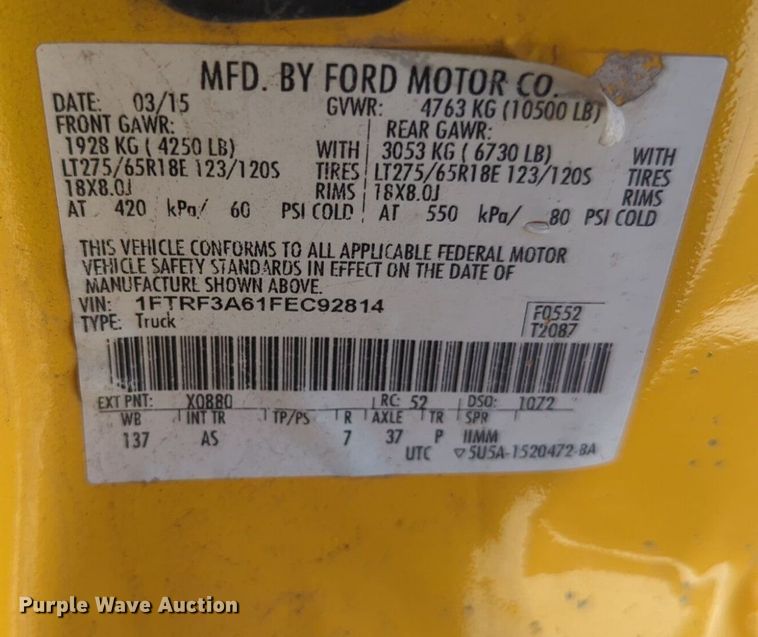 MFD. BY FORD MOTOR CO.
DATE: 03/15 GVWR: 4763 KG (10500 LB)
FRONT GAWR: REAR GAWR:
1928 KG ( 4250 LB) WITH 3053 KG ( 6730 LB) WITH
LT275/65R18E 123/120S TIRES LT275/65R18E 123/120S TIRES
18X8.0J RIMS 18X8.0J RIMS
AT 420 kPa/ 60 PSI COLD AT 550 kPa/ 80 PSI COLD
THIS VEHICLE CONFORMS TO ALL APPLICABLE FEDERAL MOTOR
VEHICLE SAFETY STANDARDS IN EFFECT ON THE DATE OF
MANUFACTURE SHOWN ABOVE.
VIN: 1FTRF3A61FEC92814 F0552
TYPE: Truck T2087
EXT PNT: X0880 RC: 52 DSO: 1072
WB INT TR TP/PS R AXLE TR SPR
137 AS 7 37 P IIMM
UTC ▽5U5A-1520472-BA
Purple Wave Auction